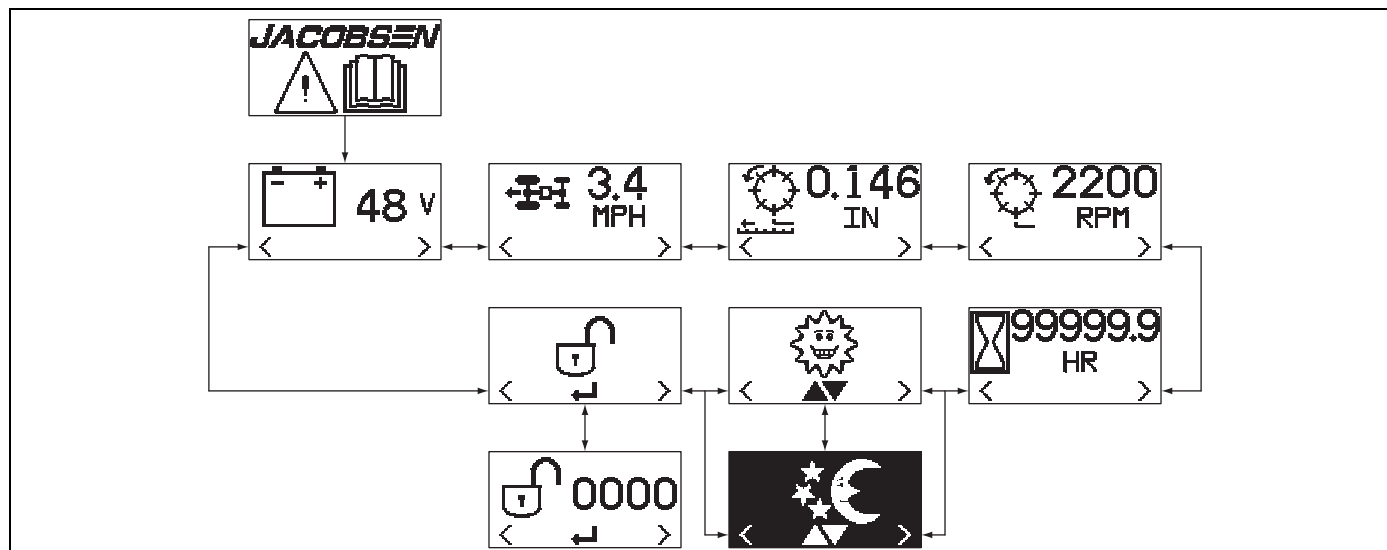 JACOBSEN
48 V
3.4
MPH
0.146
IN
2200
RPM
99999.9
HR
0000